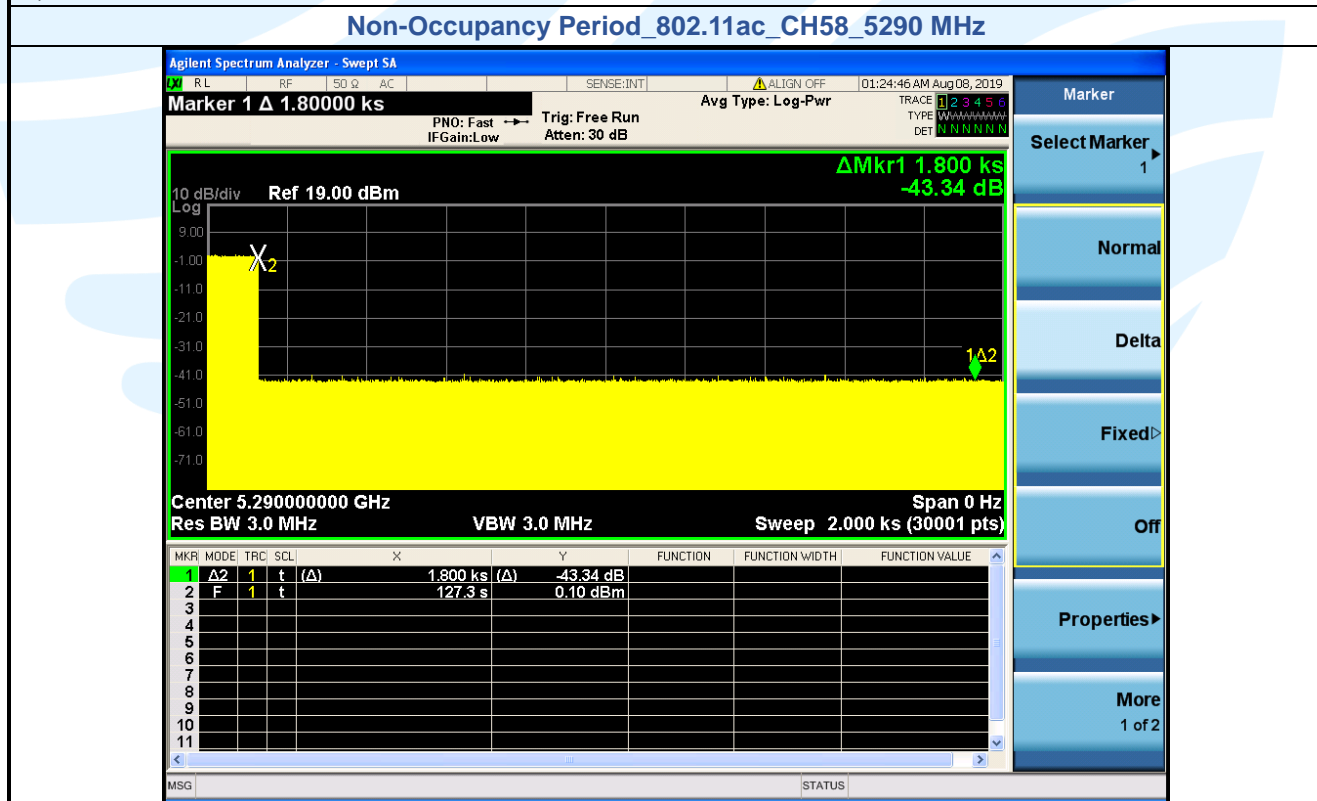 Non-Occupancy Period_802.11ac_CH58_5290 MHz
Agilent Spectrum Analyzer - Swept SA
LXI RL RF 50 Ω AC SENSE:INT ALIGN OFF 01:24:46 AM Aug 08, 2019
Marker 1 Δ 1.80000 ks
PNO: Fast
IFGain:Low
Trig: Free Run
Atten: 30 dB
Avg Type: Log-Pwr
TRACE 1 2 3 4 5 6
TYPE WWWWWWW
DET N N N N N N
ΔMkr1 1.800 ks
-43.34 dB
10 dB/div Ref 19.00 dBm
Log
9.00
-1.00
-11.0
-21.0
-31.0
-41.0
-51.0
-61.0
-71.0
X2
1Δ2
Center 5.290000000 GHz Span 0 Hz
Res BW 3.0 MHz VBW 3.0 MHz Sweep 2.000 ks (30001 pts)
MKR MODE TRC SCL X Y FUNCTION FUNCTION WIDTH FUNCTION VALUE
1 Δ2 1 t (Δ) 1.800 ks (Δ) -43.34 dB
2 F 1 t 127.3 s 0.10 dBm
3
4
5
6
7
8
9
10
11
MSG STATUS
Marker
Select Marker
1
Normal
Delta
Fixed
Off
Properties
More
1 of 2